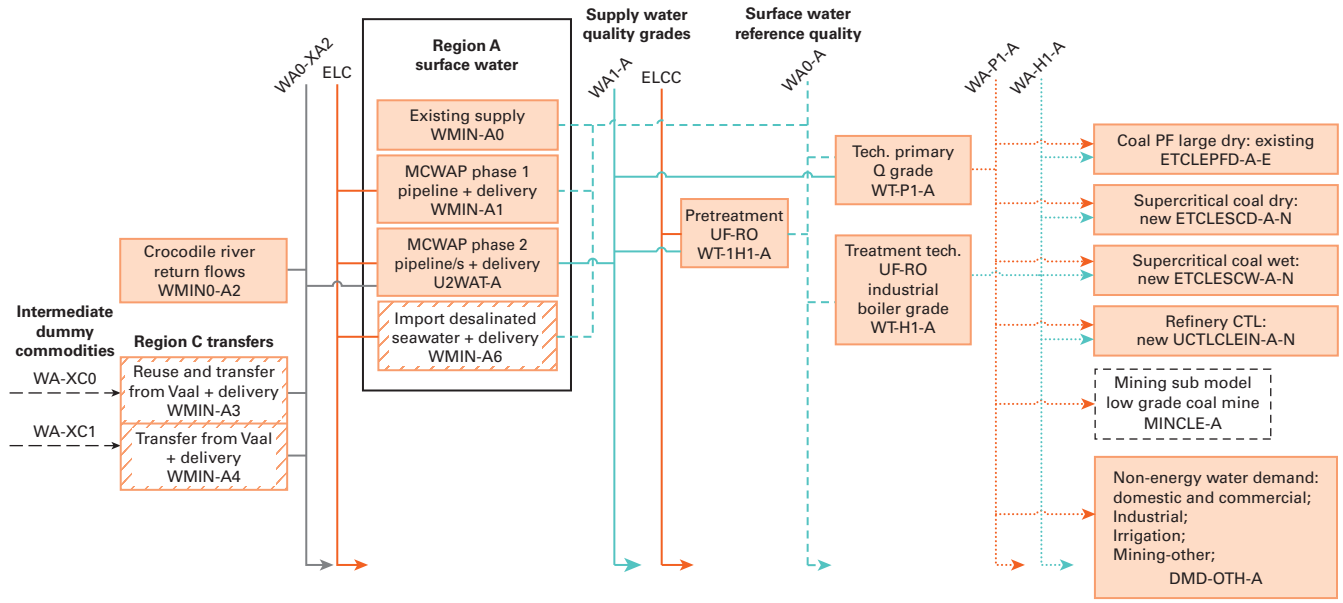 WA0-XA2
ELC
Region A
surface water
Supply water
quality grades
WA1-A
ELCC
Surface water
reference quality
WA0-A
WA-P1-A
WA-H1-A
Existing supply
WMIN-A0
MCWAP phase 1
pipeline + delivery
WMIN-A1
MCWAP phase 2
pipeline/s + delivery
U2WAT-A
Import desalinated
seawater + delivery
WMIN-A6
Crocodile river
return flows
WMIN0-A2
Intermediate
dummy
commodities
Region C transfers
WA-XC0
Reuse and transfer
from Vaal + delivery
WMIN-A3
WA-XC1
Transfer from Vaal
+ delivery
WMIN-A4
Pretreatment
UF-RO
WT-1H1-A
Tech. primary
Q grade
WT-P1-A
Treatment tech.
UF-RO
industrial
boiler grade
WT-H1-A
Coal PF large dry: existing
ETCLEPFD-A-E
Supercritical coal dry:
new ETCLESCD-A-N
Supercritical coal wet:
new ETCLESCW-A-N
Refinery CTL:
new UCTLCLEIN-A-N
Mining sub model
low grade coal mine
MINCLE-A
Non-energy water demand:
domestic and commercial;
Industrial;
Irrigation;
Mining-other;
DMD-OTH-A